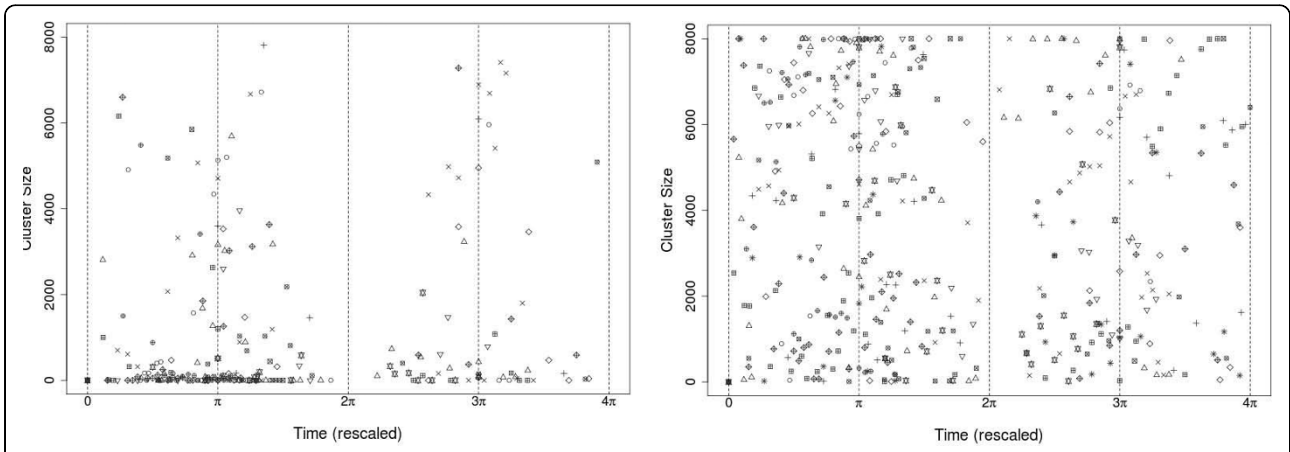 8000
6000
4000
2000
0
Cluster Size
0 π 2π 3π 4π
Time (rescaled)
8000
6000
4000
2000
0
Cluster Size
0 π 2π 3π 4π
Time (rescaled)